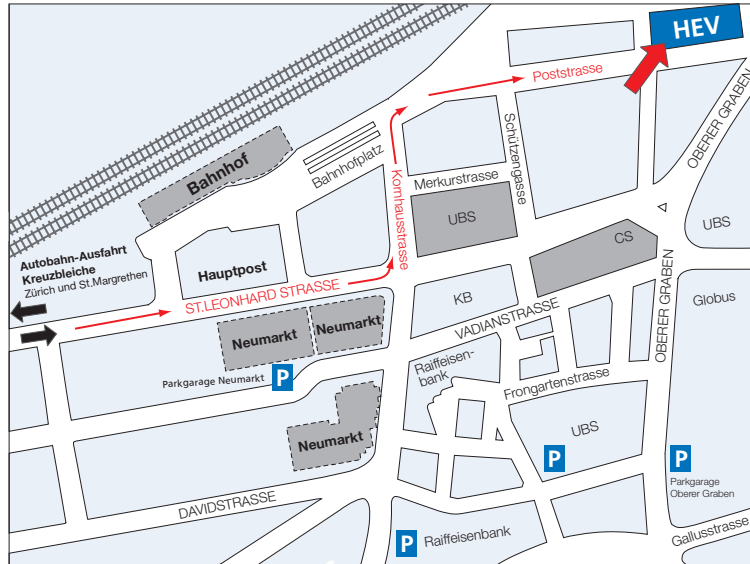 HEV
Poststrasse
OBERER GRABEN
Schützengasse
Bahnhof
Bahnhofplatz
Kornhausstrasse
Merkurstrasse
UBS
UBS
CS
Autobahn-Ausfahrt
Kreuzbleiche
Zürich und St.Margrethen
Hauptpost
ST.LEONHARD STRASSE
KB
VADIANSTRASSE
OBERER GRABEN
Globus
Neumarkt
Neumarkt
Parkgarage Neumarkt
P
Raiffeisen-
bank
Frongartenstrasse
Neumarkt
UBS
P
P
Parkgarage
Oberer Graben
DAVIDSTRASSE
P
Raiffeisenbank
Gallusstrasse